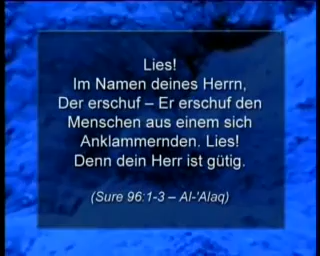 Lies!
Im Namen deines Herrn,
Der erschuf – Er erschuf den
Menschen aus einem sich
Anklammernden. Lies!
Denn dein Herr ist gütig.
(Sure 96:1-3 – Al-'Alaq)